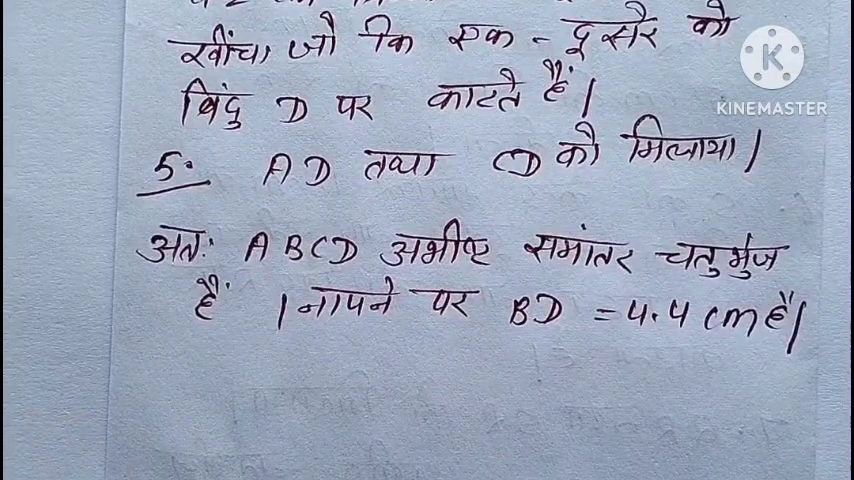 खींचा जो कि एक - दूसरे को
बिंदु D पर काटते हैं।
5. AD तथा CD को मिलाया।
अतः ABCD अभीष्ट समांतर चतुर्भुज
हैं । नापने पर BD = 4.4 cm है।
K
KINEMASTER